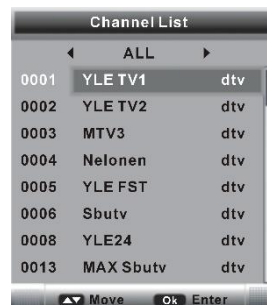 Channel List
ALL
0001 YLE TV1 dtv
0002 YLE TV2 dtv
0003 MTV3 dtv
0004 Nelonen dtv
0005 YLE FST dtv
0006 Sbutv dtv
0008 YLE24 dtv
0013 MAX Sbutv dtv
Move Ok Enter